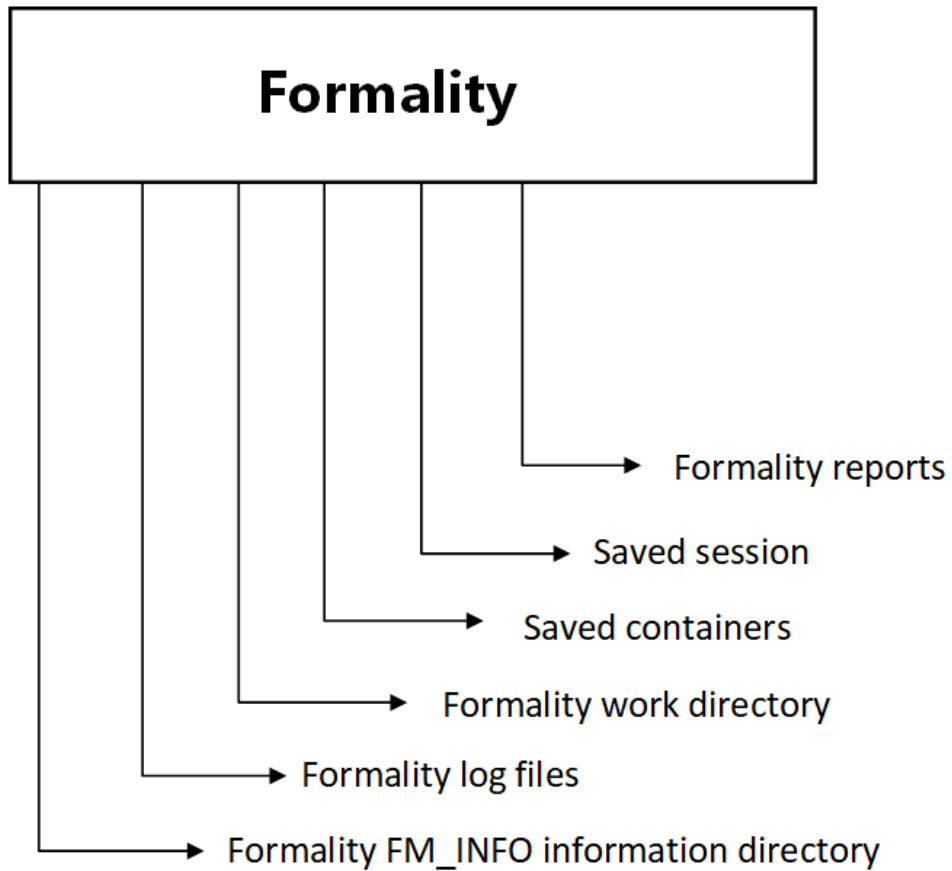 Formality
Formality reports
Saved session
Saved containers
Formality work directory
Formality log files
Formality FM_INFO information directory